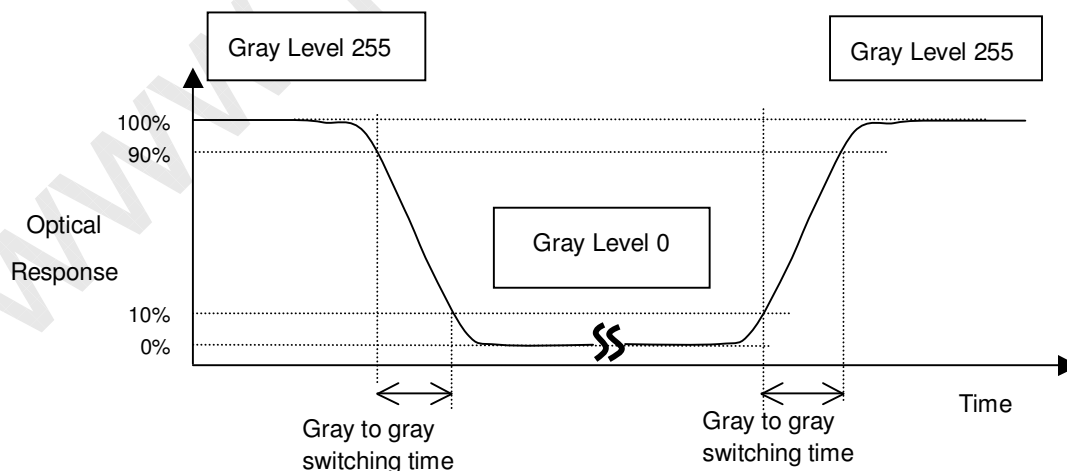 Gray Level 255
Gray Level 255
100%
90%
Optical
Response
Gray Level 0
10%
0%
Time
Gray to gray
switching time
Gray to gray
switching time